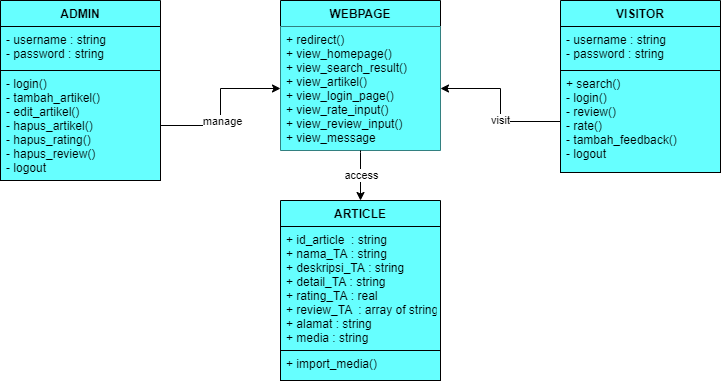 ADMIN
- username : string
- password : string
- login()
- tambah_artikel()
- edit_artikel()
- hapus_artikel()
- hapus_rating()
- hapus_review()
- logout
manage
WEBPAGE
+ redirect()
+ view_homepage()
+ view_search_result()
+ view_artikel()
+ view_login_page()
+ view_rate_input()
+ view_review_input()
+ view_message
access
VISITOR
- username : string
- password : string
+ search()
- login()
- review()
- rate()
- tambah_feedback()
- logout
visit
ARTICLE
+ id_article : string
+ nama_TA : string
+ deskripsi_TA : string
+ detail_TA : string
+ rating_TA : real
+ review_TA : array of string
+ alamat : string
+ media : string
+ import_media()